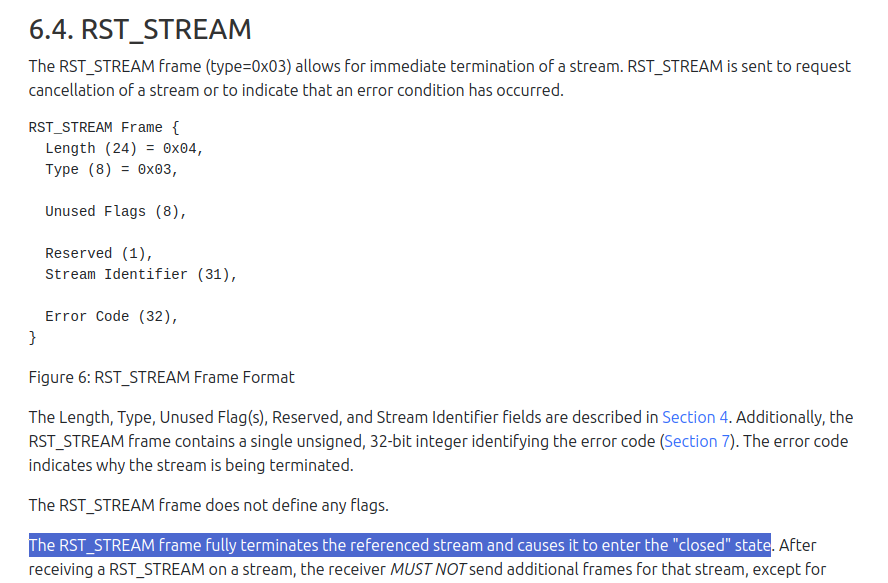 6.4. RST_STREAM
The RST_STREAM frame (type=0x03) allows for immediate termination of a stream. RST_STREAM is sent to request
cancellation of a stream or to indicate that an error condition has occurred.
RST_STREAM Frame {
  Length (24) = 0x04,
  Type (8) = 0x03,
  Unused Flags (8),
  Reserved (1),
  Stream Identifier (31),
  Error Code (32),
}
Figure 6: RST_STREAM Frame Format
The Length, Type, Unused Flag(s), Reserved, and Stream Identifier fields are described in Section 4. Additionally, the
RST_STREAM frame contains a single unsigned, 32-bit integer identifying the error code (Section 7). The error code
indicates why the stream is being terminated.
The RST_STREAM frame does not define any flags.
The RST_STREAM frame fully terminates the referenced stream and causes it to enter the "closed" state. After
receiving a RST_STREAM on a stream, the receiver MUST NOT send additional frames for that stream, except for